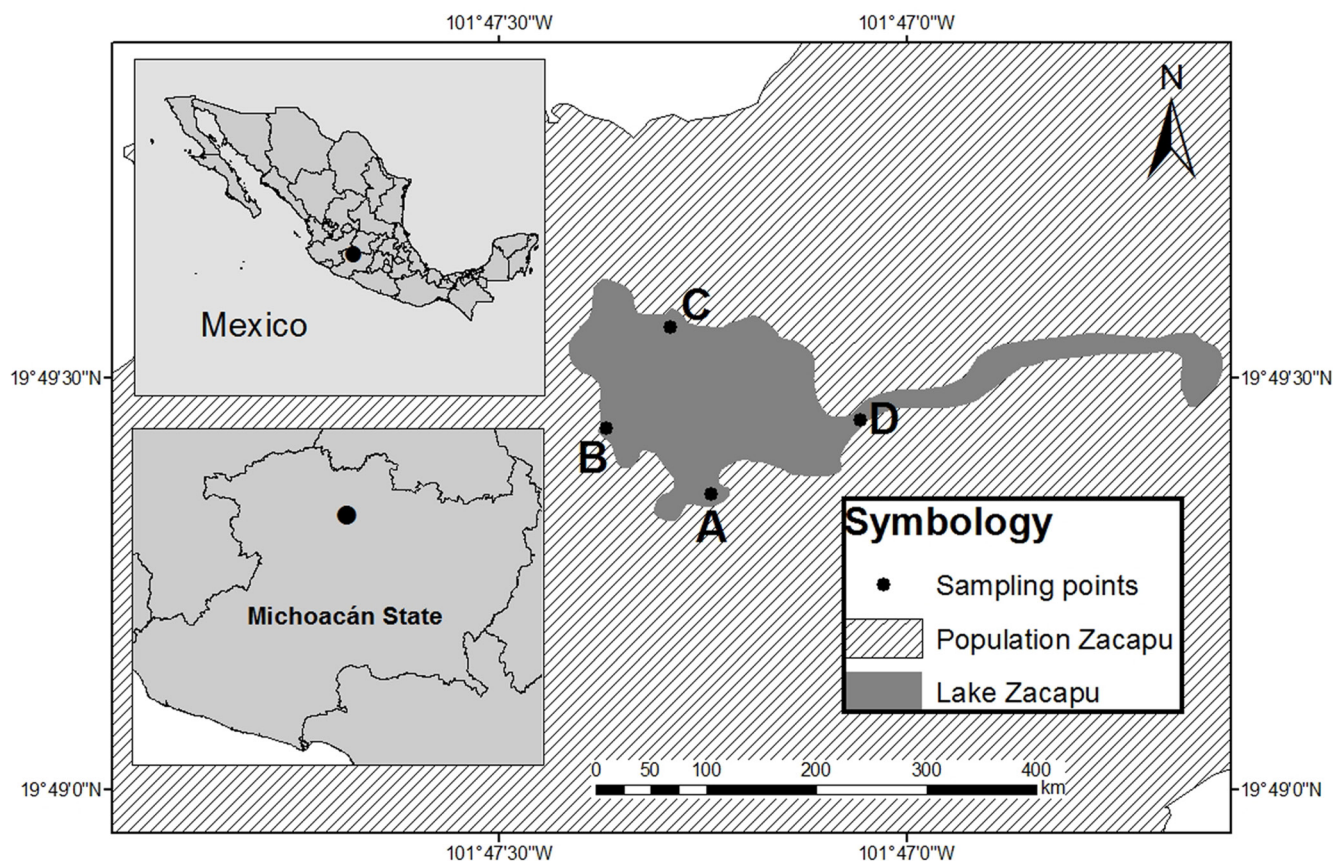 101°47'30"W 101°47'0"W
N
Mexico
C
19°49'30"N 19°49'30"N
D
B
A
Michoacán State
Symbology
Sampling points
Population Zacapu
Lake Zacapu
0 50 100 200 300 400
km
19°49'0"N 19°49'0"N
101°47'30"W 101°47'0"W